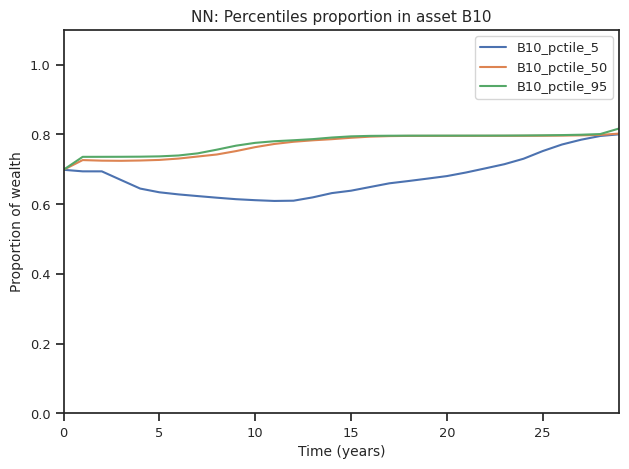 NN: Percentiles proportion in asset B10
B10_pctile_5
B10_pctile_50
B10_pctile_95
Proportion of wealth
1.0
0.8
0.6
0.4
0.2
0.0
0
5
10
15
20
25
Time (years)